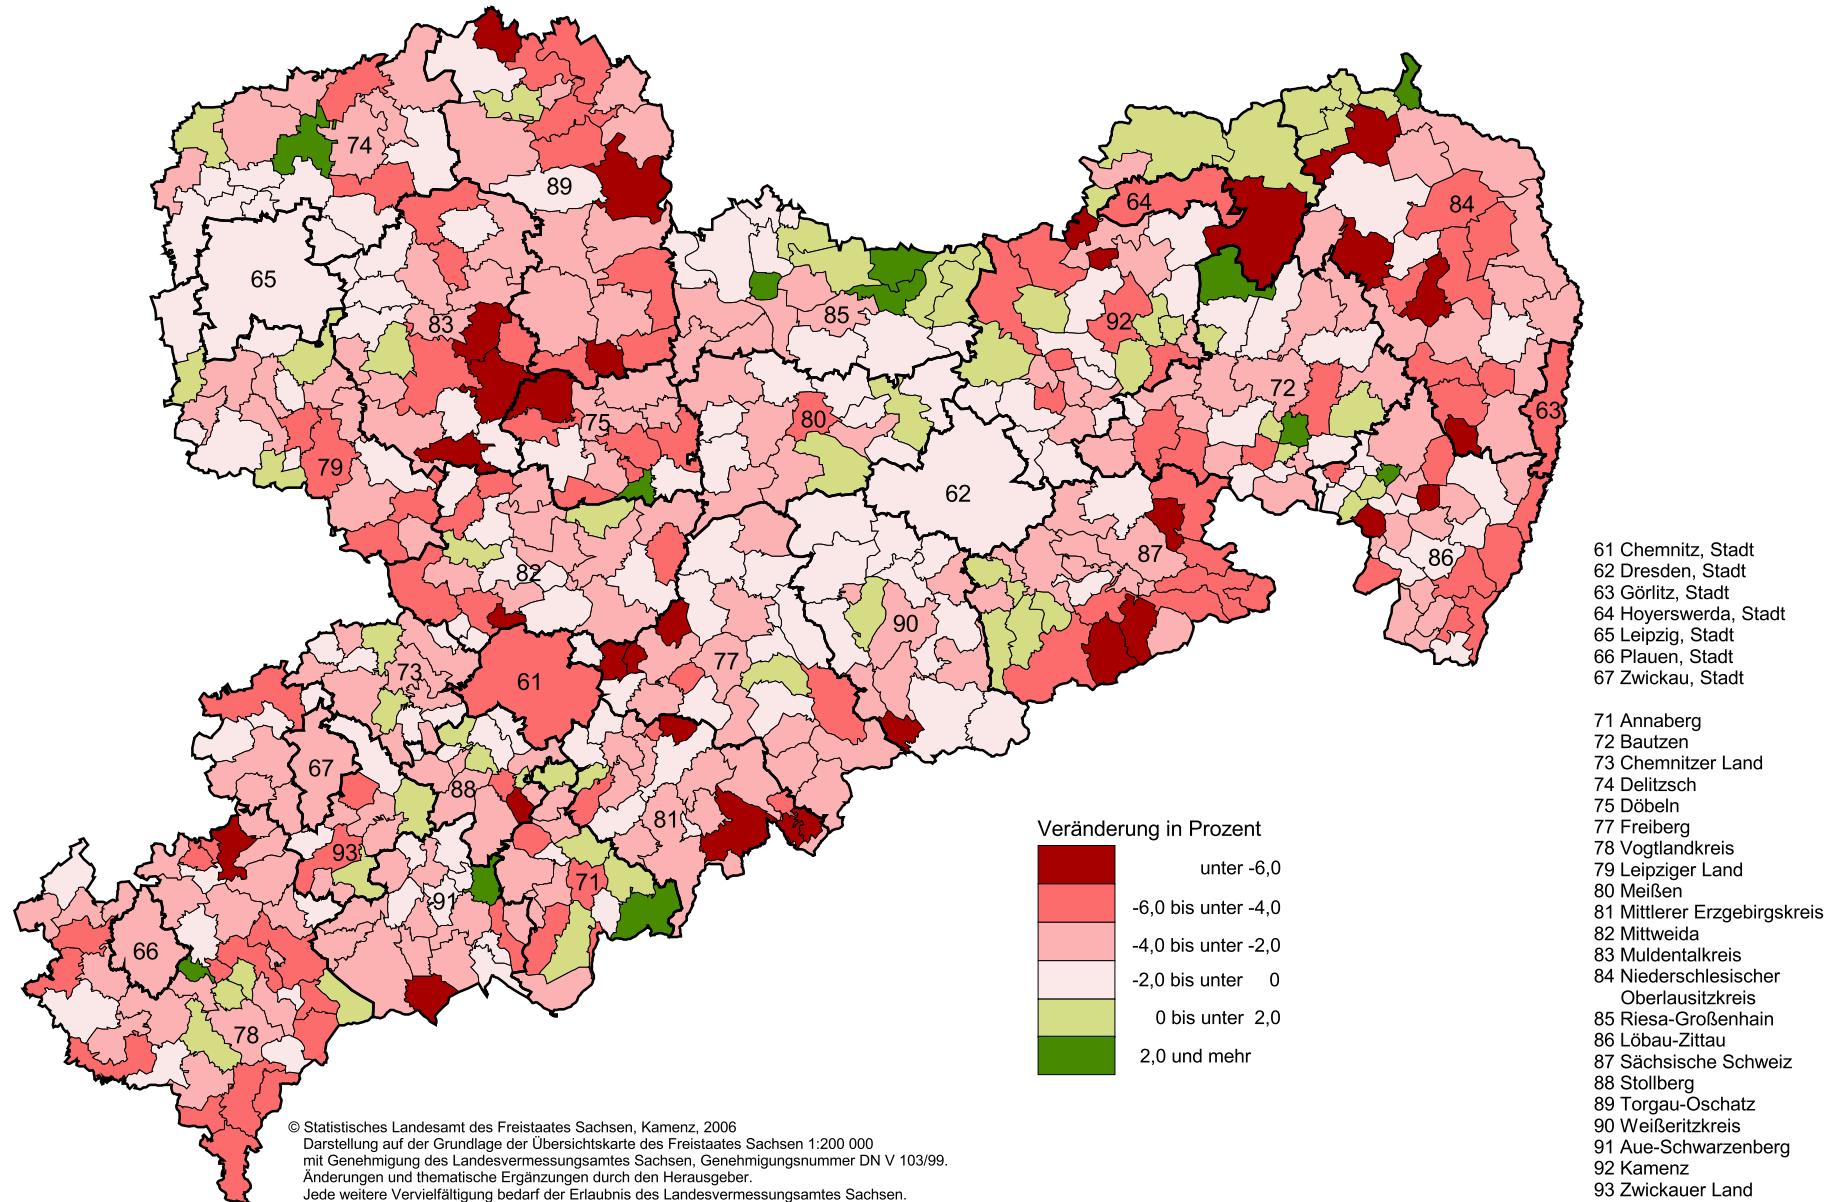 74
89
64
84
65
83
85
92
72
63
75
80
79
62
87
86
82
90
73
61
77
67
88
81
93
71
91
66
78
Veränderung in Prozent
unter -6,0
-6,0 bis unter -4,0
-4,0 bis unter -2,0
-2,0 bis unter 0
0 bis unter 2,0
2,0 und mehr
61 Chemnitz, Stadt
62 Dresden, Stadt
63 Görlitz, Stadt
64 Hoyerswerda, Stadt
65 Leipzig, Stadt
66 Plauen, Stadt
67 Zwickau, Stadt
71 Annaberg
72 Bautzen
73 Chemnitzer Land
74 Delitzsch
75 Döbeln
77 Freiberg
78 Vogtlandkreis
79 Leipziger Land
80 Meißen
81 Mittlerer Erzgebirgskreis
82 Mittweida
83 Muldentalkreis
84 Niederschlesischer
Oberlausitzkreis
85 Riesa-Großenhain
86 Löbau-Zittau
87 Sächsische Schweiz
88 Stollberg
89 Torgau-Oschatz
90 Weißeritzkreis
91 Aue-Schwarzenberg
92 Kamenz
93 Zwickauer Land
© Statistisches Landesamt des Freistaates Sachsen, Kamenz, 2006
Darstellung auf der Grundlage der Übersichtskarte des Freistaates Sachsen 1:200 000
mit Genehmigung des Landesvermessungsamtes Sachsen, Genehmigungsnummer DN V 103/99.
Änderungen und thematische Ergänzungen durch den Herausgeber.
Jede weitere Vervielfältigung bedarf der Erlaubnis des Landesvermessungsamtes Sachsen.